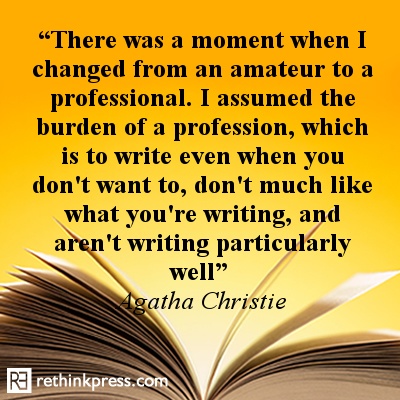 “There was a moment when I
changed from an amateur to a
professional. I assumed the
burden of a profession, which
is to write even when you
don't want to, don't much like
what you're writing, and
aren't writing particularly
well”
Agatha Christie
RE rethinkpress.com